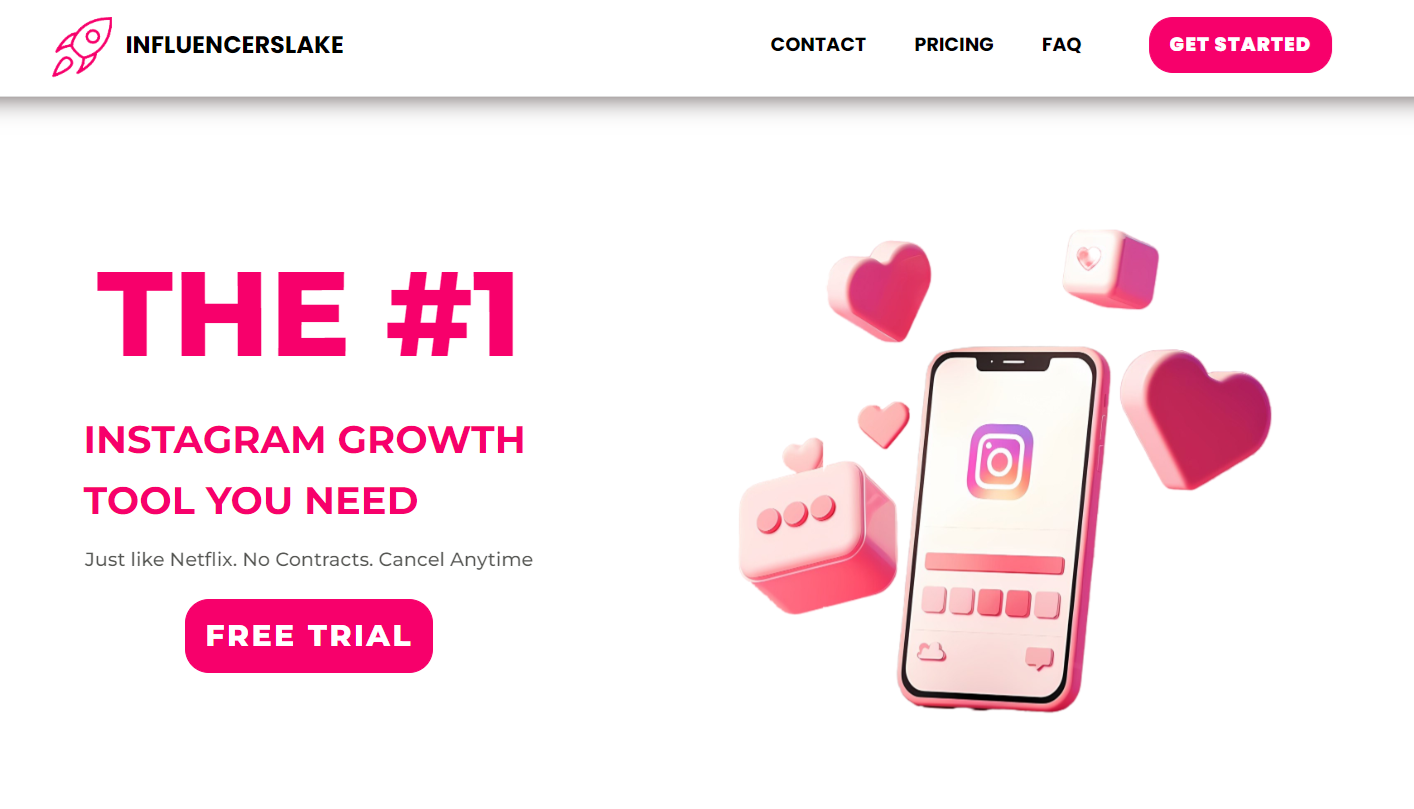 INFLUENCERSLAKE
CONTACT
PRICING
FAQ
GET STARTED
THE #1
INSTAGRAM GROWTH
TOOL YOU NEED
Just like Netflix. No Contracts. Cancel Anytime
FREE TRIAL